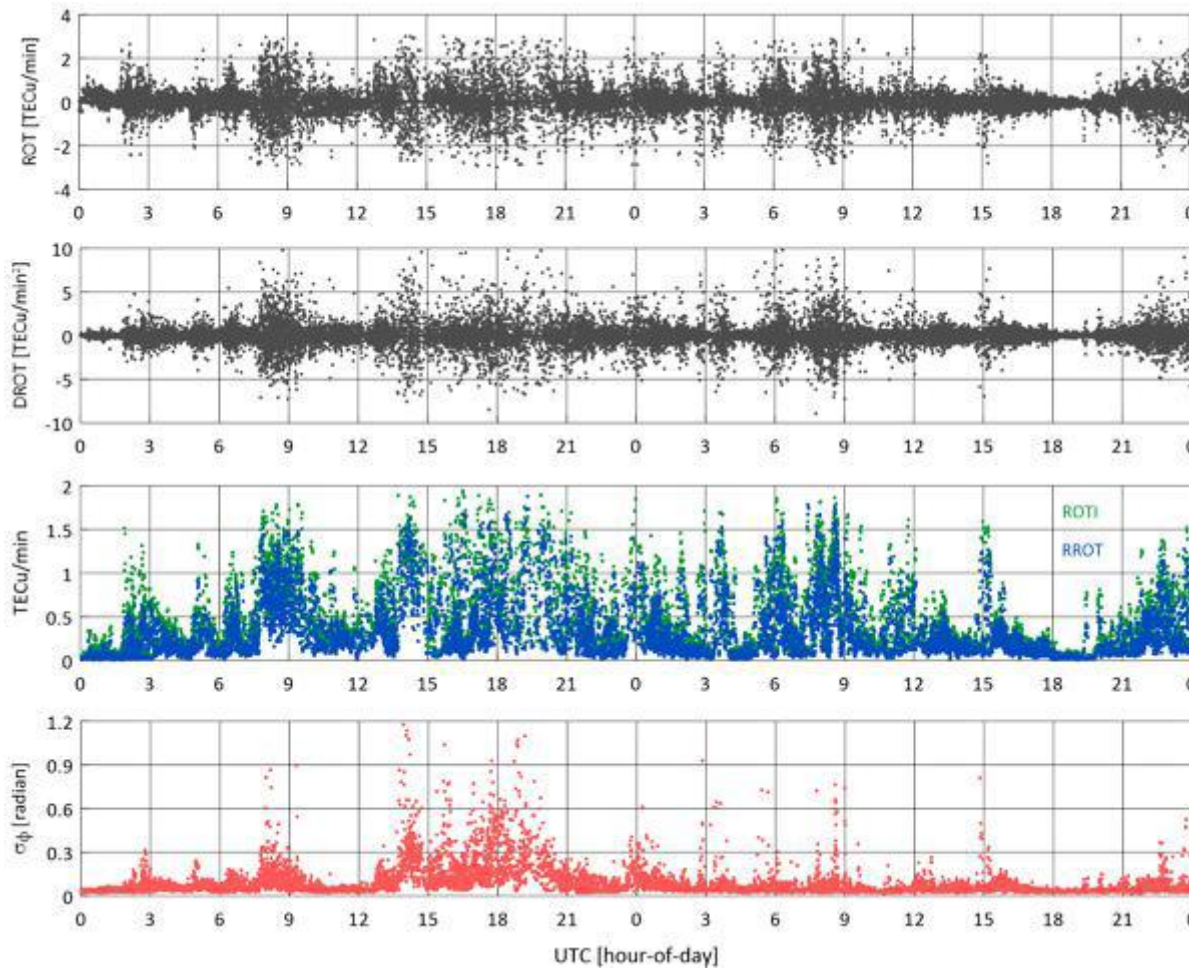 4
2
0
-2
-4
ROT [TECu/min]
0 3 6 9 12 15 18 21 0 3 6 9 12 15 18 21 0
10
5
0
-5
-10
DROT [TECu/min²]
0 3 6 9 12 15 18 21 0 3 6 9 12 15 18 21 0
2
1.5
1
0.5
0
TECu/min
ROTI
RROT
0 3 6 9 12 15 18 21 0 3 6 9 12 15 18 21 0
1.2
0.9
0.6
0.3
0
σϕ [radian]
0 3 6 9 12 15 18 21 0 3 6 9 12 15 18 21 0
UTC [hour-of-day]